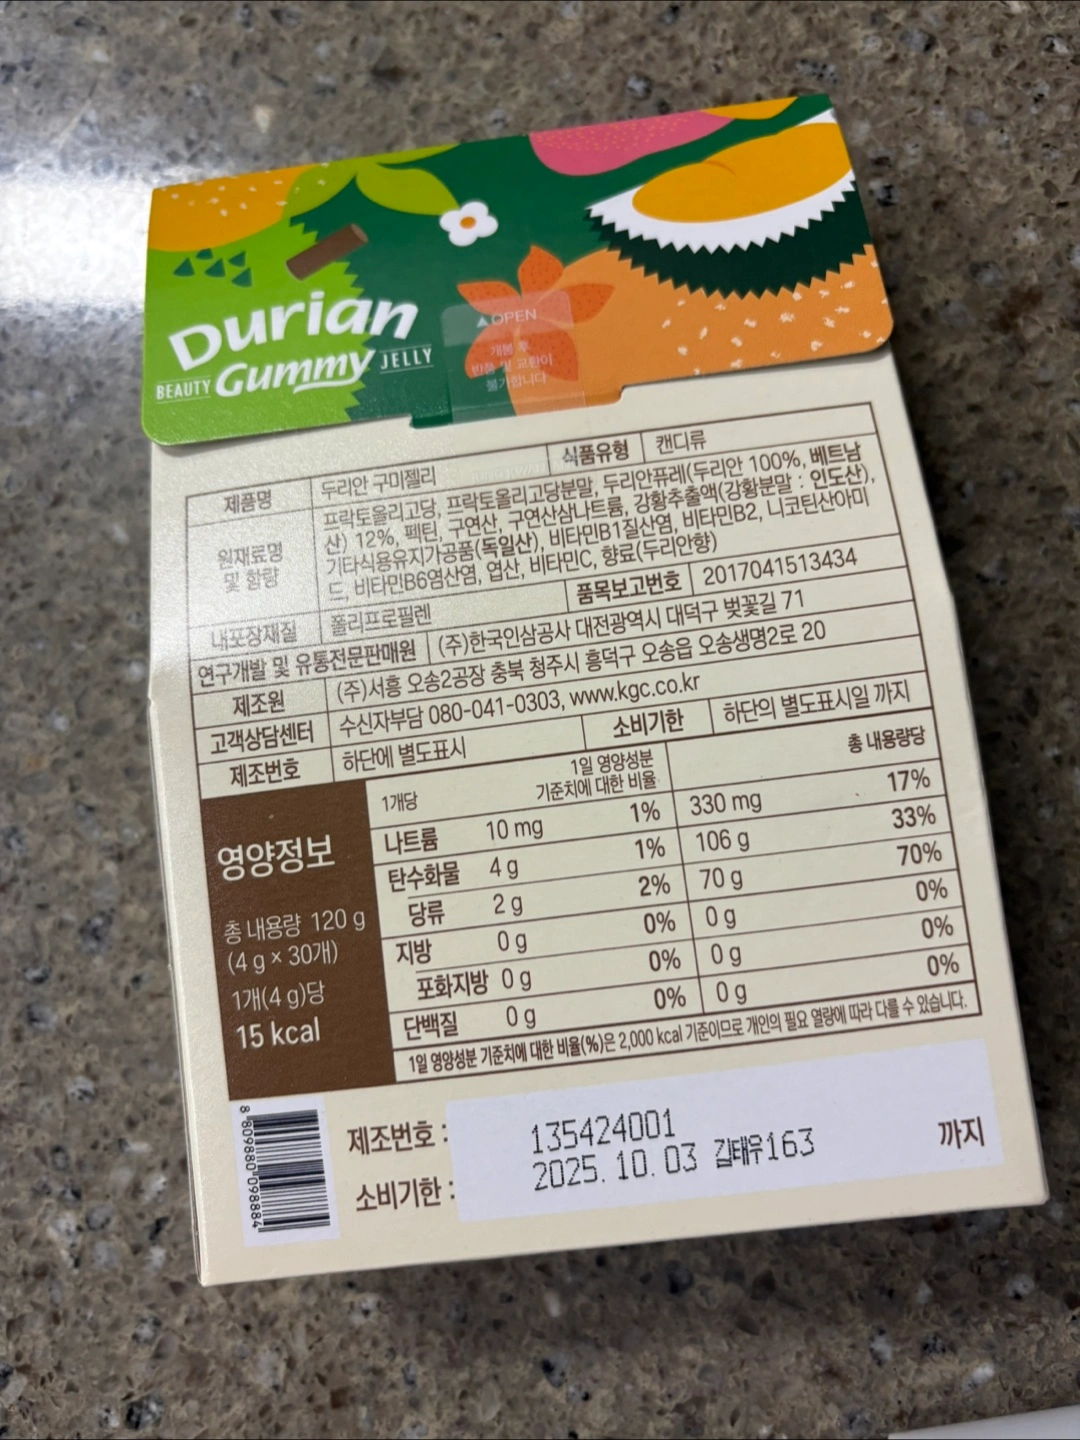 Durian
BEAUTY Gummy JELLY
▲OPEN
개봉 후
반품 및 교환이
불가합니다
제품명 두리안 구미젤리 식품유형 캔디류
원재료명 및 함량
프락토올리고당, 프락토올리고당분말, 두리안퓨레(두리안 100%, 베트남
산) 12%, 펙틴, 구연산, 구연산삼나트륨, 강황추출액(강황분말 : 인도산),
기타식용유지가공품(독일산), 비타민B1질산염, 비타민B2, 니코틴산아미
드, 비타민B6염산염, 엽산, 비타민C, 향료(두리안향)
내포장재질 폴리프로필렌 품목보고번호 2017041513434
연구개발 및 유통전문판매원 (주)한국인삼공사 대전광역시 대덕구 벚꽃길 71
제조원 (주)서흥 오송2공장 충북 청주시 흥덕구 오송읍 오송생명2로 20
고객상담센터 수신자부담 080-041-0303, www.kgc.co.kr
제조번호 하단에 별도표시 소비기한 하단의 별도표시일 까지
영양정보
총 내용량 120 g
(4 g × 30개)
1개(4 g)당
15 kcal
1개당 1일 영양성분 기준치에 대한 비율 총 내용량당
나트륨 10 mg 1% 330 mg 17%
탄수화물 4 g 1% 106 g 33%
당류 2 g 2% 70 g 70%
지방 0 g 0% 0 g 0%
포화지방 0 g 0% 0 g 0%
단백질 0 g 0% 0 g 0%
1일 영양성분 기준치에 대한 비율(%)은 2,000 kcal 기준이므로 개인의 필요 열량에 따라 다를 수 있습니다.
8 809880 098884
제조번호 : 135424001
소비기한 : 2025. 10. 03 김태우163 까지